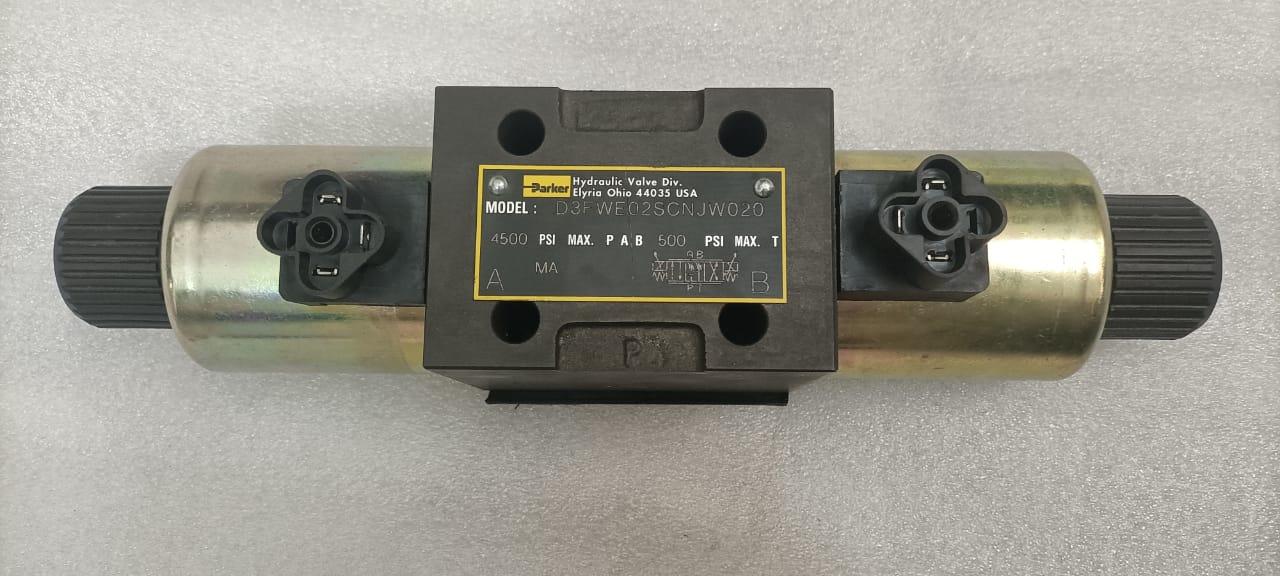 Parker Hydraulic Valve Div.
Elyria Ohio 44035 USA
MODEL: D3FWE02SCNJW020
4500 PSI MAX. P A B 500 PSI MAX. T
A MA B
A B
P T
P